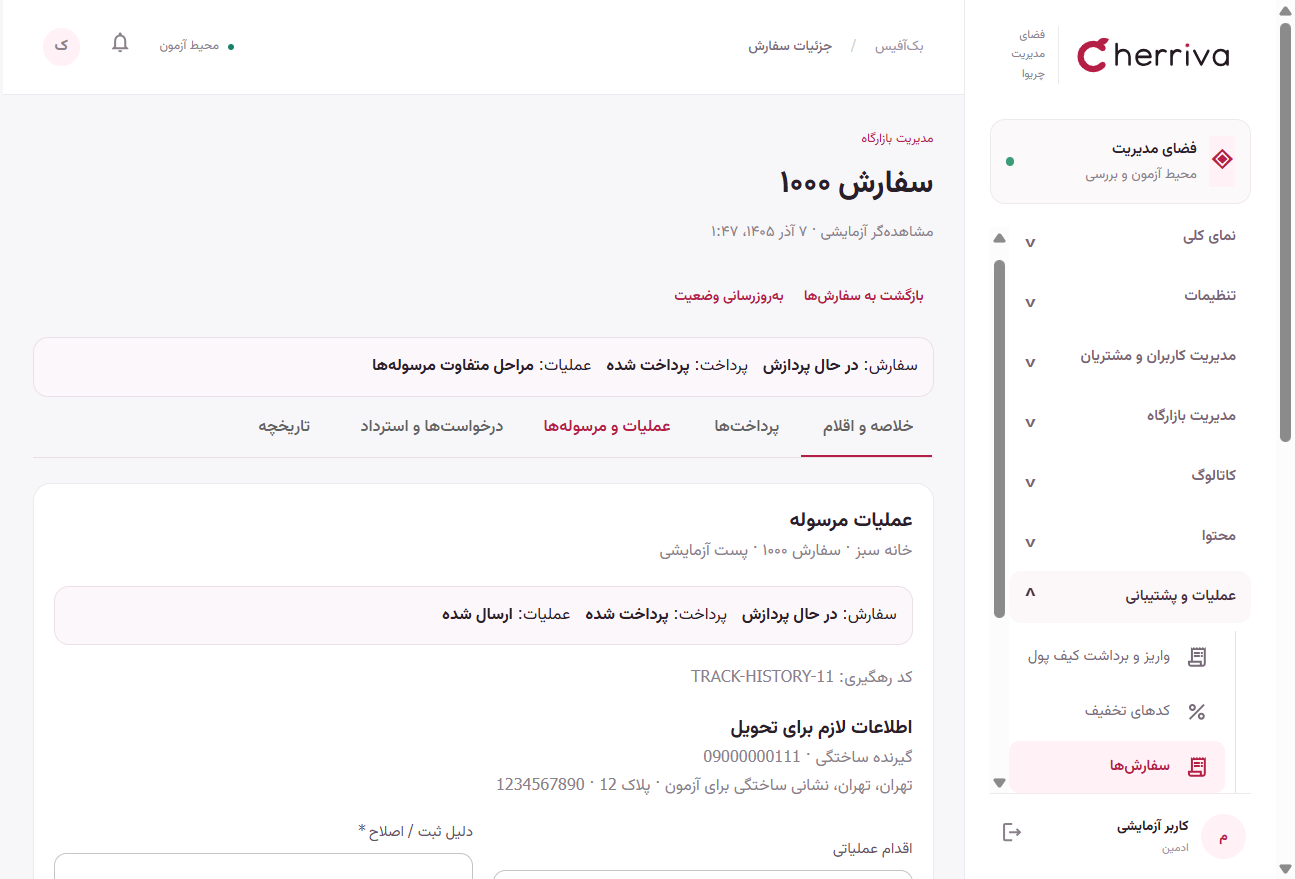 Cherriva
فضای
مدیریت
چریوا
فضای مدیریت
محیط آزمون و بررسی
نمای کلی
تنظیمات
مدیریت کاربران و مشتریان
مدیریت بازارگاه
کاتالوگ
محتوا
عملیات و پشتیبانی
واریز و برداشت کیف پول
کدهای تخفیف
سفارش‌ها
م
کاربر آزمایشی
ادمین
بک‌آفیس / جزئیات سفارش
محیط آزمون
ک
مدیریت بازارگاه
سفارش ۱۰۰۰
مشاهده‌گر آزمایشی · ۷ آذر ۱۴۰۵، ۱:۴۷
بازگشت به سفارش‌ها به‌روزرسانی وضعیت
سفارش: در حال پردازش پرداخت: پرداخت شده عملیات: مراحل متفاوت مرسوله‌ها
خلاصه و اقلام پرداخت‌ها عملیات و مرسوله‌ها درخواست‌ها و استرداد تاریخچه
عملیات مرسوله
خانه سبز · سفارش ۱۰۰۰ · پست آزمایشی
سفارش: در حال پردازش پرداخت: پرداخت شده عملیات: ارسال شده
کد رهگیری: TRACK-HISTORY-11
اطلاعات لازم برای تحویل
گیرنده ساختگی · 09000000111
تهران، تهران، نشانی ساختگی برای آزمون · پلاک 12 · 1234567890
اقدام عملیاتی
دلیل ثبت / اصلاح *